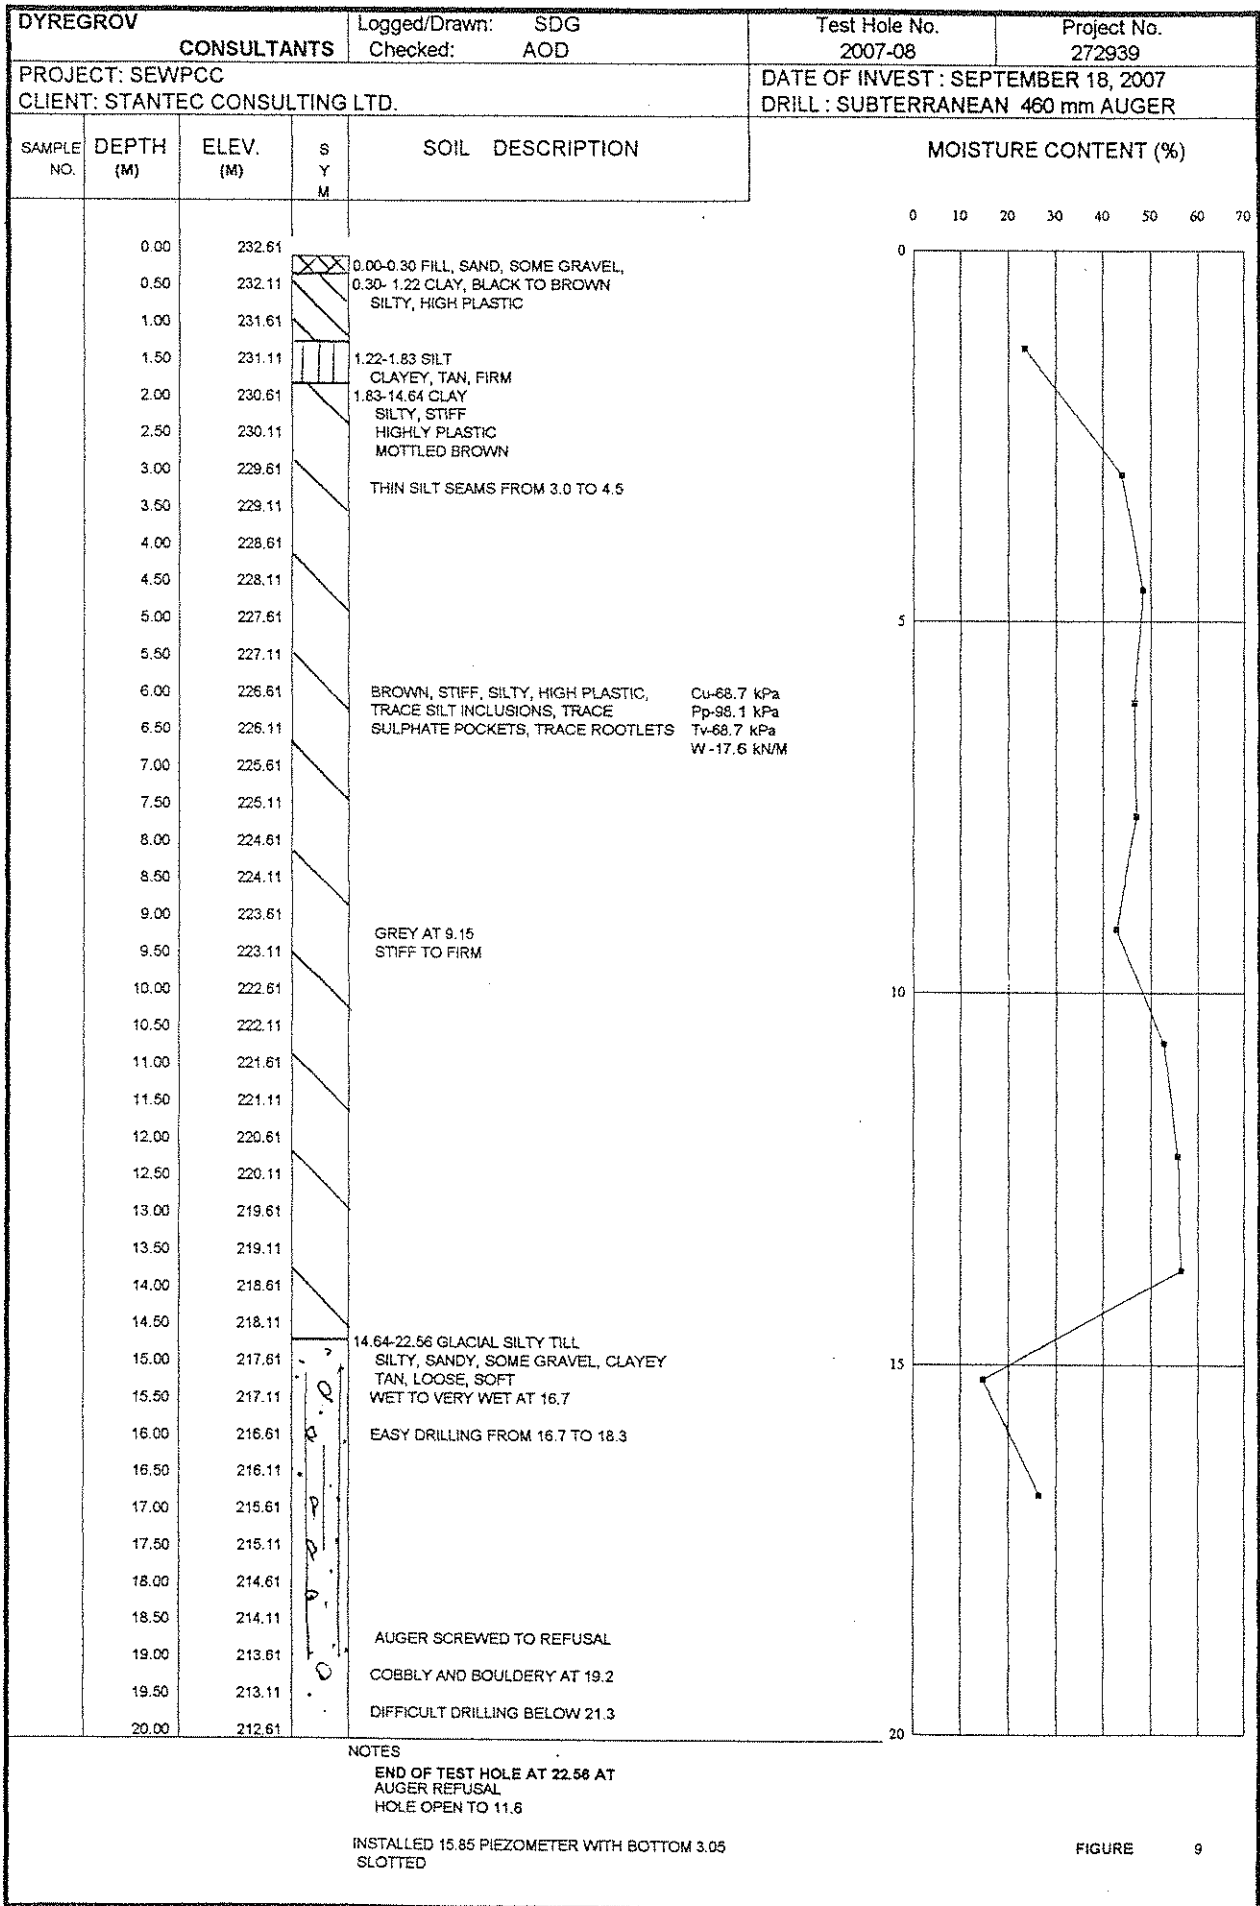 DYREGROV
CONSULTANTS
Logged/Drawn: SDG
Checked: AOD
Test Hole No.
2007-08
Project No.
272939
PROJECT: SEWPCC
CLIENT: STANTEC CONSULTING LTD.
DATE OF INVEST : SEPTEMBER 18, 2007
DRILL : SUBTERRANEAN 460 mm AUGER
SAMPLE NO.
DEPTH (M)
ELEV. (M)
S Y M
SOIL DESCRIPTION
MOISTURE CONTENT (%)
0 10 20 30 40 50 60 70
0.00 232.61
0
0.00-0.30 FILL, SAND, SOME GRAVEL,
0.50 232.11 0.30- 1.22 CLAY, BLACK TO BROWN
SILTY, HIGH PLASTIC
1.00 231.61
1.50 231.11 1.22-1.83 SILT
CLAYEY, TAN, FIRM
2.00 230.61 1.83-14.64 CLAY
SILTY, STIFF
2.50 230.11 HIGHLY PLASTIC
MOTTLED BROWN
3.00 229.61
THIN SILT SEAMS FROM 3.0 TO 4.5
3.50 229.11
4.00 228.61
4.50 228.11
5.00 227.61
5
5.50 227.11
6.00 226.61 BROWN, STIFF, SILTY, HIGH PLASTIC, Cu-68.7 kPa
TRACE SILT INCLUSIONS, TRACE Pp-98.1 kPa
6.50 226.11 SULPHATE POCKETS, TRACE ROOTLETS Tv-68.7 kPa
W -17.6 kN/M
7.00 225.61
7.50 225.11
8.00 224.61
8.50 224.11
9.00 223.61
GREY AT 9.15
9.50 223.11 STIFF TO FIRM
10.00 222.61
10
10.50 222.11
11.00 221.61
11.50 221.11
12.00 220.61
12.50 220.11
13.00 219.61
13.50 219.11
14.00 218.61
14.50 218.11
14.64-22.56 GLACIAL SILTY TILL
15.00 217.61 SILTY, SANDY, SOME GRAVEL, CLAYEY
15
TAN, LOOSE, SOFT
15.50 217.11 WET TO VERY WET AT 16.7
16.00 216.61 EASY DRILLING FROM 16.7 TO 18.3
16.50 216.11
17.00 215.61
17.50 215.11
18.00 214.61
18.50 214.11
AUGER SCREWED TO REFUSAL
19.00 213.61
COBBLY AND BOULDERY AT 19.2
19.50 213.11
DIFFICULT DRILLING BELOW 21.3
20.00 212.61
20
NOTES
END OF TEST HOLE AT 22.56 AT
AUGER REFUSAL
HOLE OPEN TO 11.6
INSTALLED 15.85 PIEZOMETER WITH BOTTOM 3.05
SLOTTED
FIGURE 9